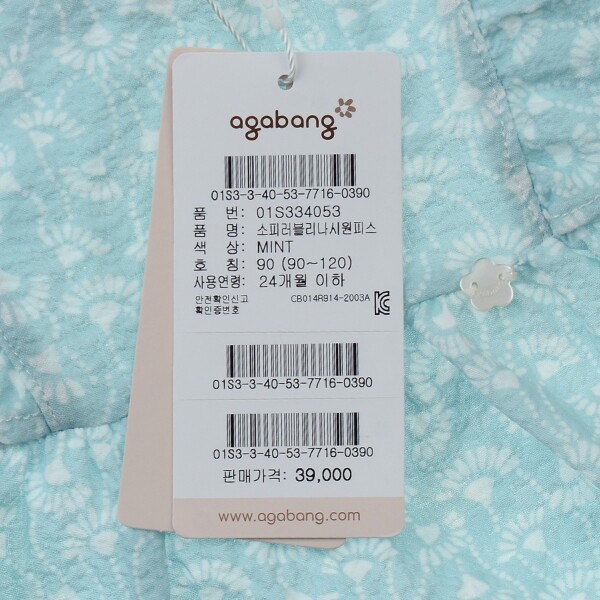 agabang
01S3-3-40-53-7716-0390
품 번: 01S334053
품 명: 소피러블리나시원피스
색 상: MINT
호 칭: 90 (90~120)
사용연령: 24개월 이하
안전확인신고
확인증번호 CB014R914-2003A
01S3-3-40-53-7716-0390
01S3-3-40-53-7716-0390
판매가격: 39,000
www.agabang.com